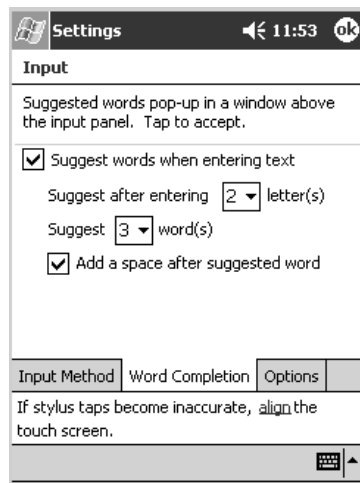 Settings 11:53 ok
Input
Suggested words pop-up in a window above
the input panel. Tap to accept.
Suggest words when entering text
Suggest after entering 2 letter(s)
Suggest 3 word(s)
Add a space after suggested word
Input Method Word Completion Options
If stylus taps become inaccurate, align the
touch screen.